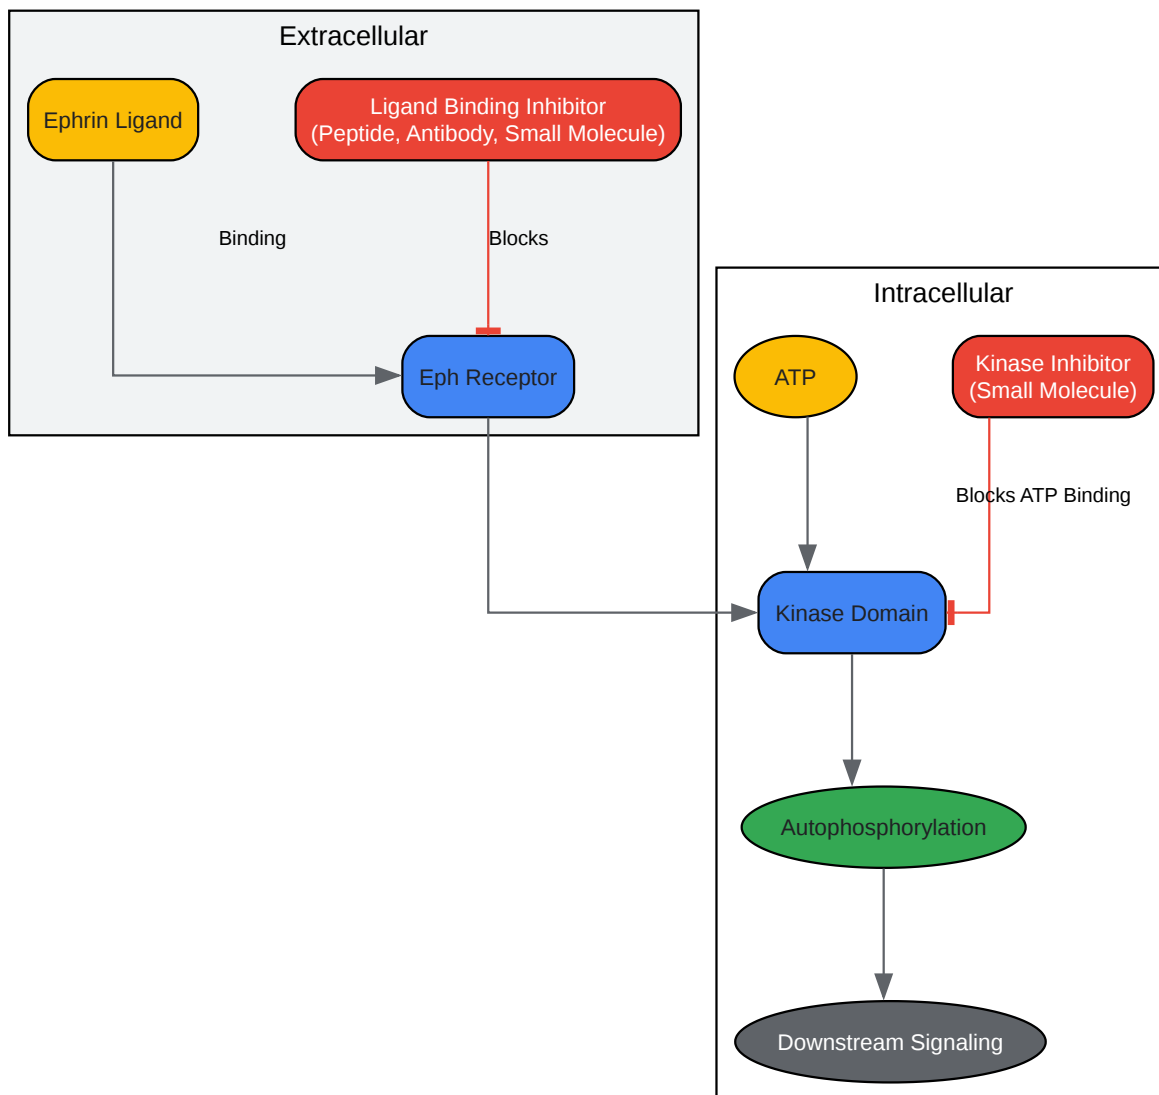 Extracellular
Ephrin Ligand
Ligand Binding Inhibitor
(Peptide, Antibody, Small Molecule)
Binding
Blocks
Eph Receptor
Intracellular
ATP
Kinase Inhibitor
(Small Molecule)
Blocks ATP Binding
Kinase Domain
Autophosphorylation
Downstream Signaling